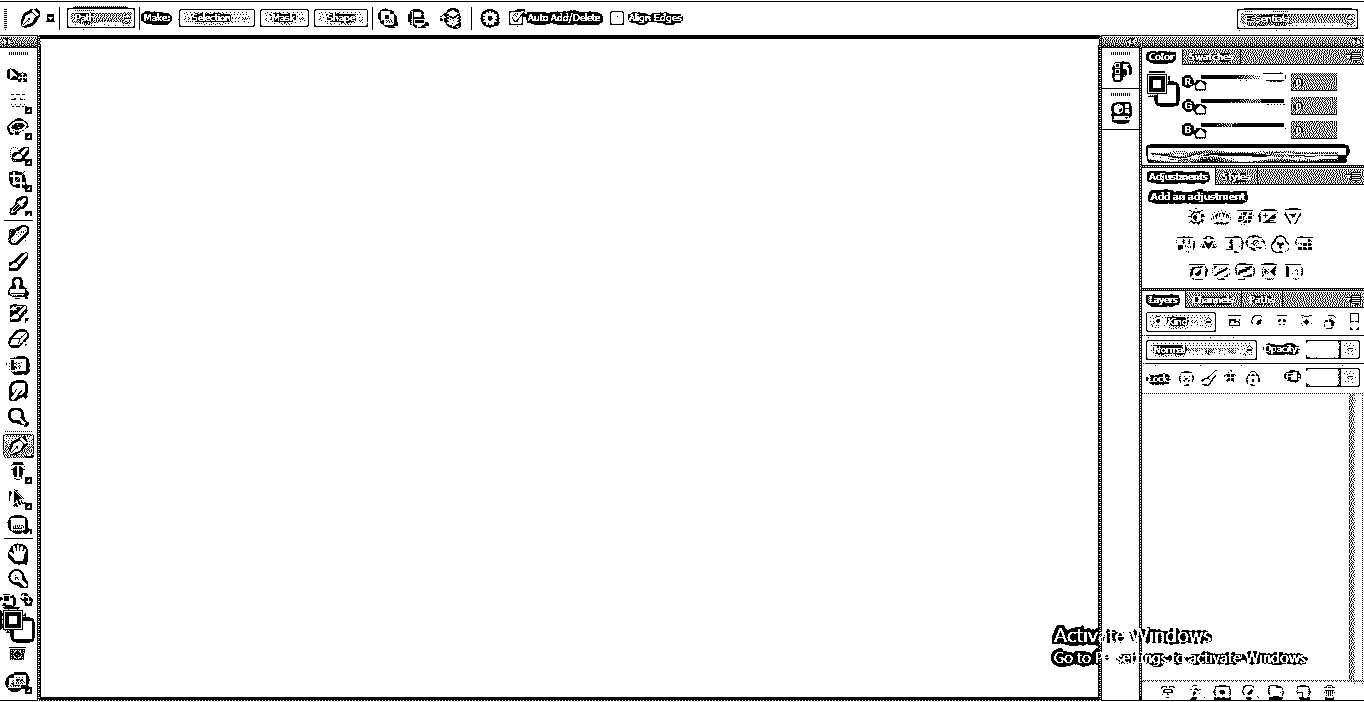 Path Make: Selection Mask Shape Auto Add/Delete Align Edges Essentials
Color Swatches
R 0
G 0
B 0
Adjustments Styles
Add an adjustment
Layers Channels Paths
Kind
Normal Opacity:
Lock:
Activate Windows
Go to PC settings to activate Windows.